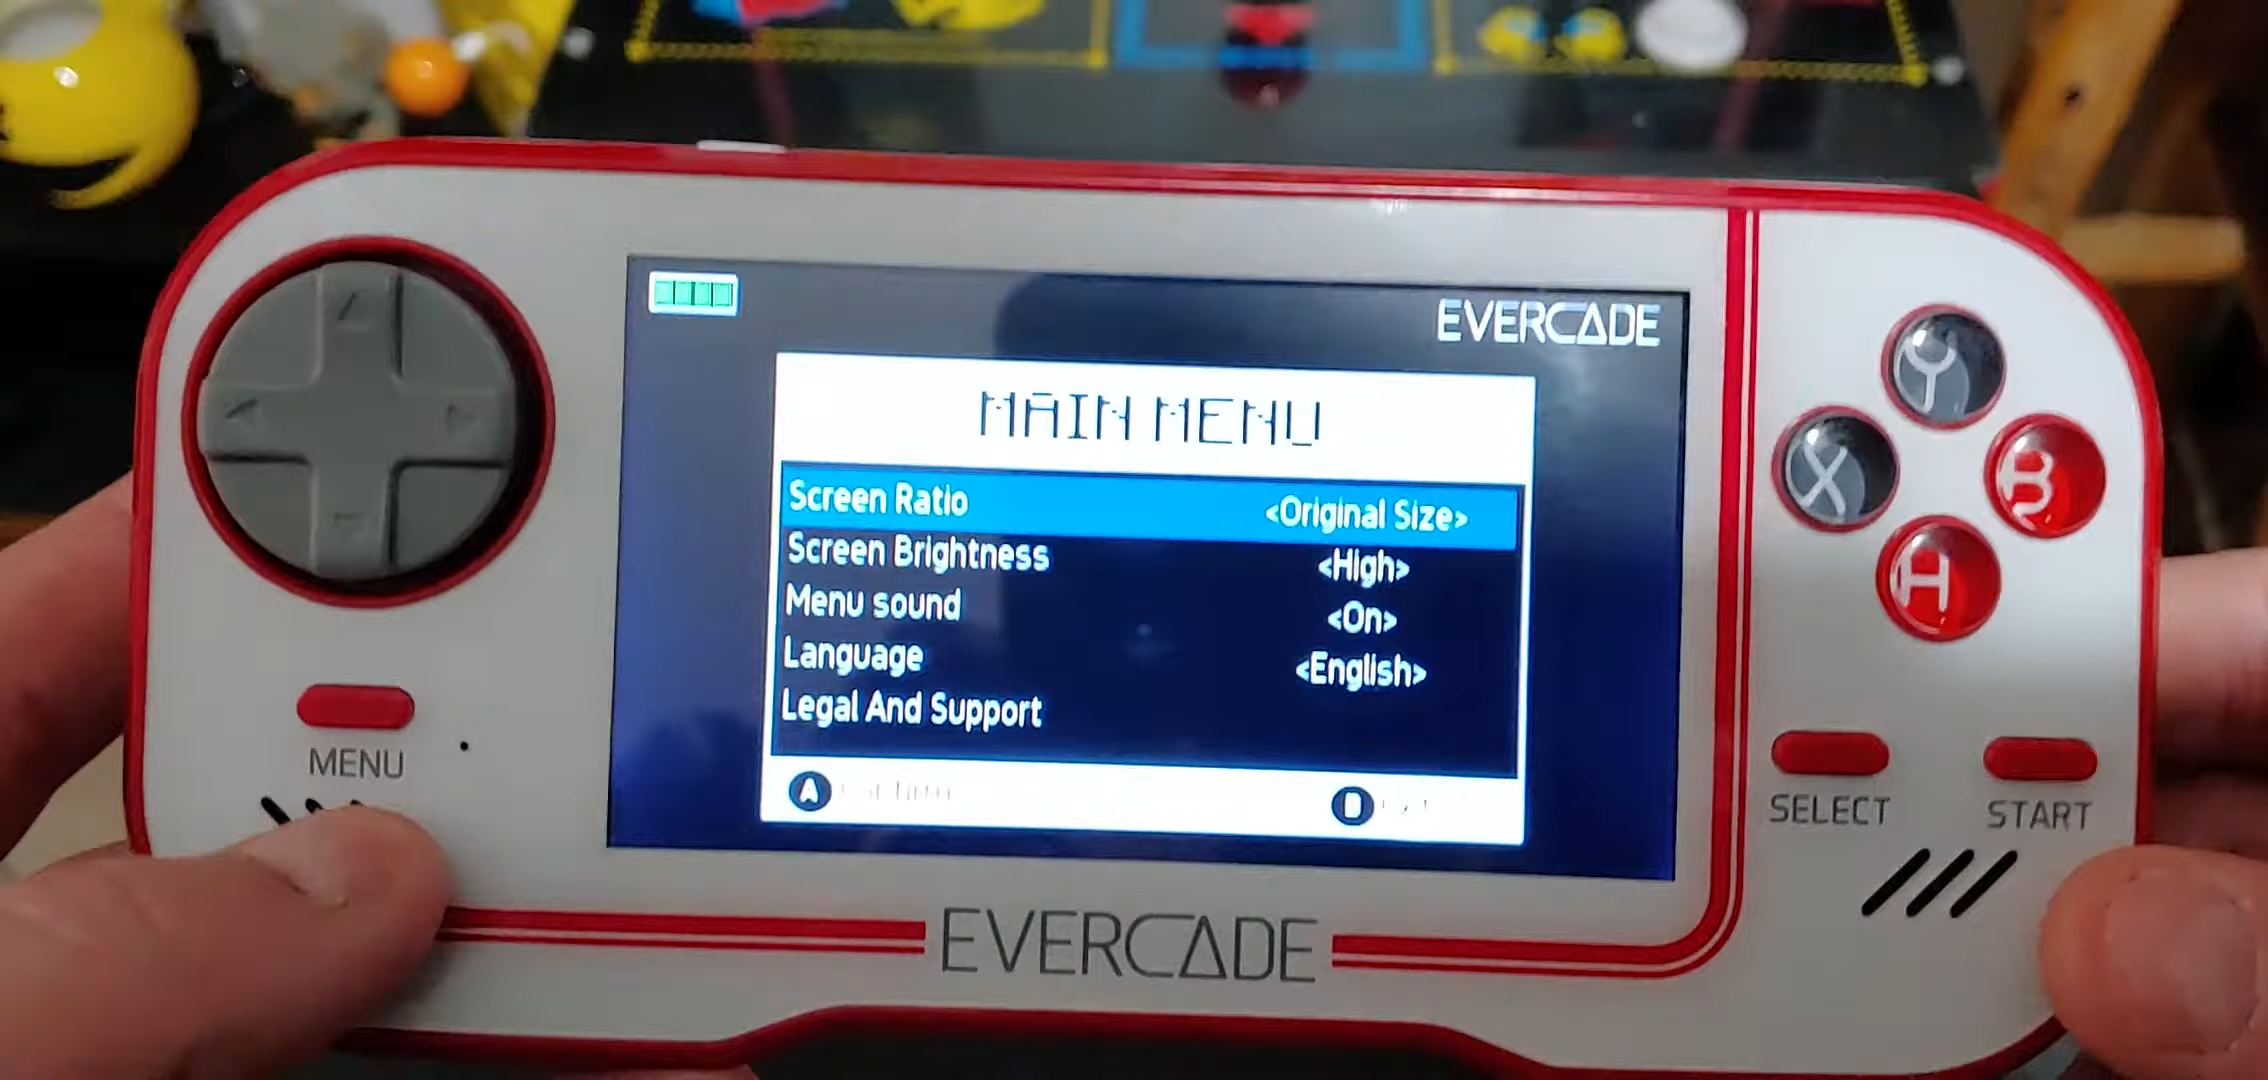 EVERCADE
MAIN MENU
Screen Ratio <Original Size>
Screen Brightness <High>
Menu sound <On>
Language <English>
Legal And Support
A
B
Y
X
B
A
MENU
SELECT
START
EVERCADE